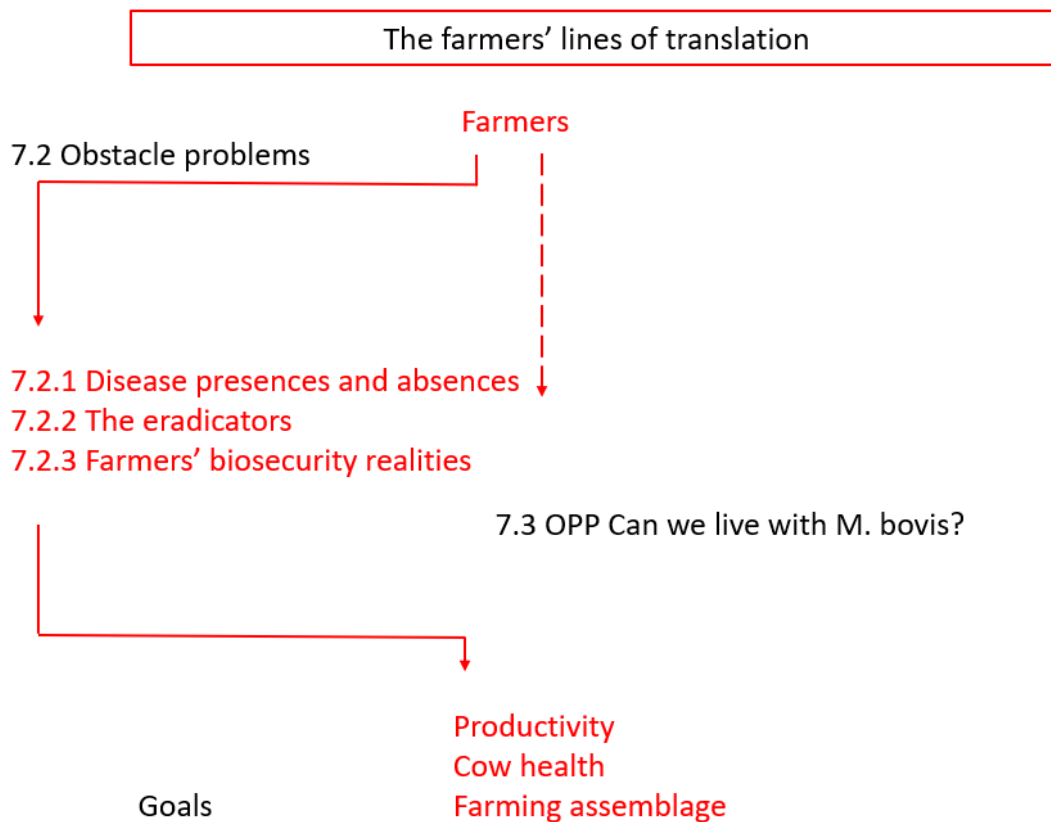 The farmers’ lines of translation
Farmers
7.2 Obstacle problems
7.2.1 Disease presences and absences
7.2.2 The eradicators
7.2.3 Farmers’ biosecurity realities
7.3 OPP Can we live with M. bovis?
Productivity
Cow health
Goals
Farming assemblage